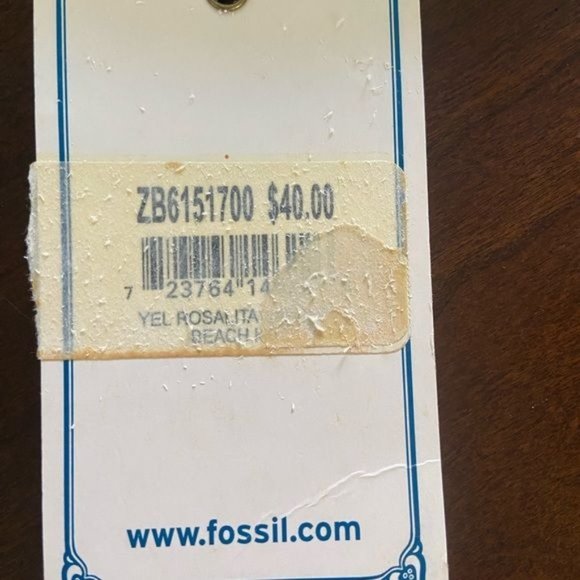 ZB6151700 $40.00
7 23764 14
YEL ROSALITA
BEACH
www.fossil.com